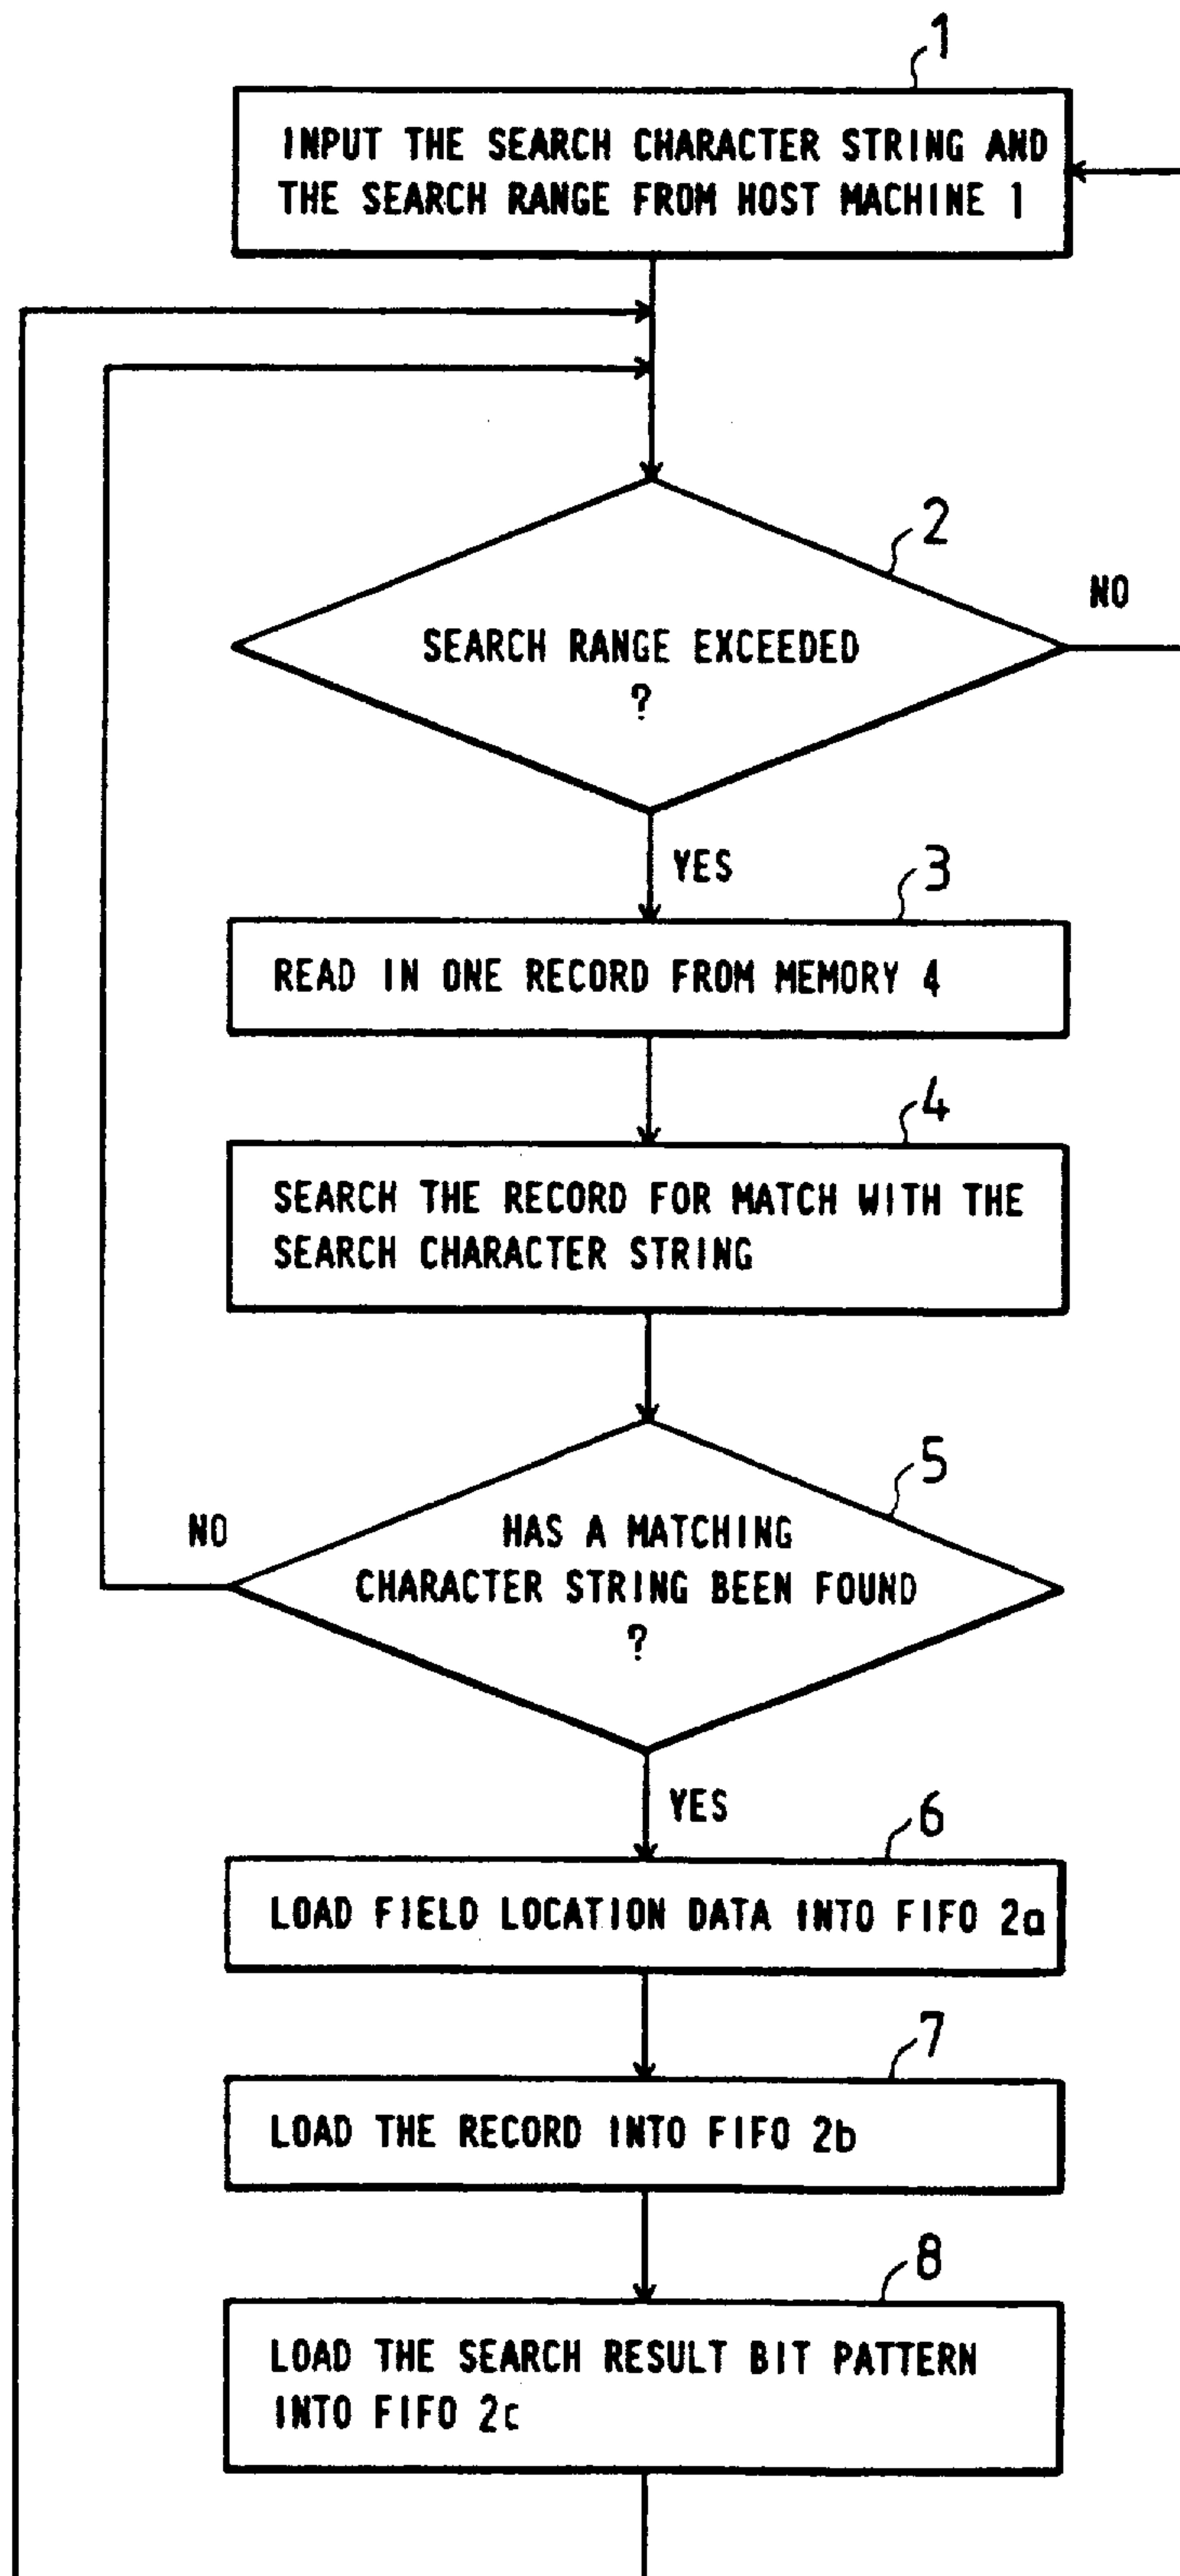 1
INPUT THE SEARCH CHARACTER STRING AND
THE SEARCH RANGE FROM HOST MACHINE 1
2
NO
SEARCH RANGE EXCEEDED
?
YES
3
READ IN ONE RECORD FROM MEMORY 4
4
SEARCH THE RECORD FOR MATCH WITH THE
SEARCH CHARACTER STRING
5
NO
HAS A MATCHING
CHARACTER STRING BEEN FOUND
?
YES
6
LOAD FIELD LOCATION DATA INTO FIFO 2a
7
LOAD THE RECORD INTO FIFO 2b
8
LOAD THE SEARCH RESULT BIT PATTERN
INTO FIFO 2c